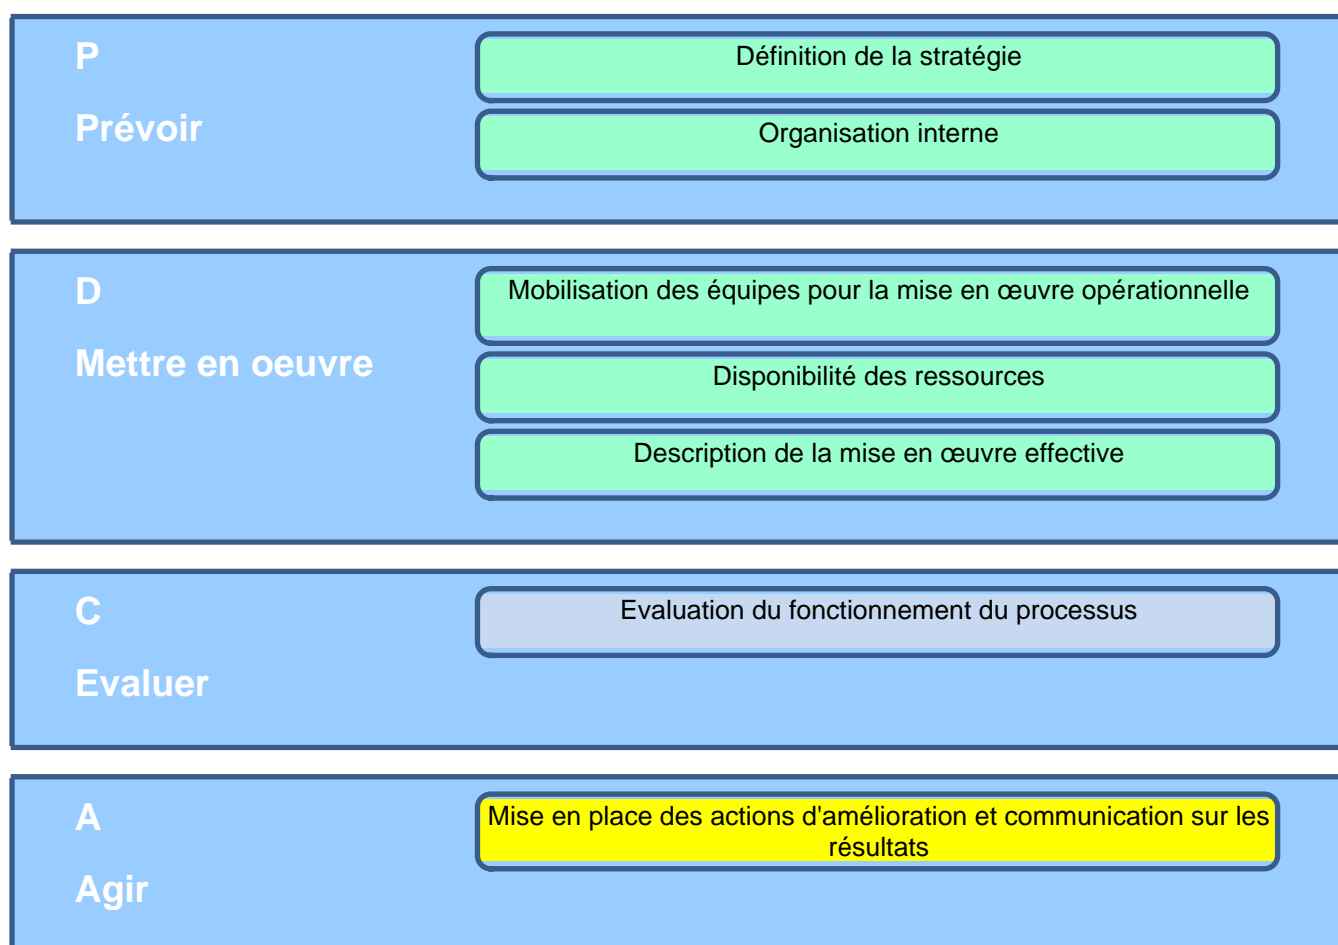 P
Définition de la stratégie
Prévoir
Organisation interne
D
Mobilisation des équipes pour la mise en œuvre opérationnelle
Mettre en oeuvre
Disponibilité des ressources
Description de la mise en œuvre effective
C
Evaluation du fonctionnement du processus
Evaluer
A
Mise en place des actions d'amélioration et communication sur les
résultats
Agir